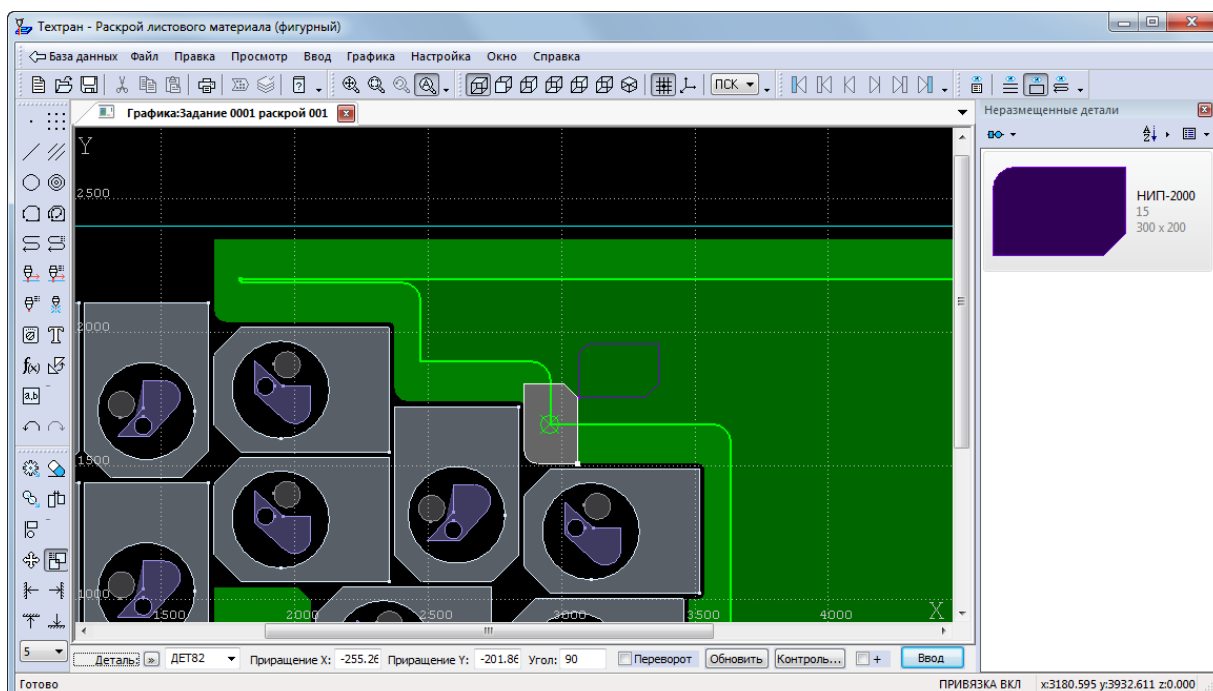 Техтран - Раскрой листового материала (фигурный)
База данных Файл Правка Просмотр Ввод Графика Настройка Окно Справка
ПСК
Графика:Задание 0001 раскрой 001
Неразмещенные детали
НИП-2000
15
300 x 200
Y
2500
2000
1500
1000
1500 2000 2500 3000 3500 4000 X
f(x)
a,b
5
Деталь: » ДЕТ82 Приращение X: -255.26 Приращение Y: -201.86 Угол: 90 Переворот Обновить Контроль... + Ввод
Готово
ПРИВЯЗКА ВКЛ x:3180.595 y:3932.611 z:0.000